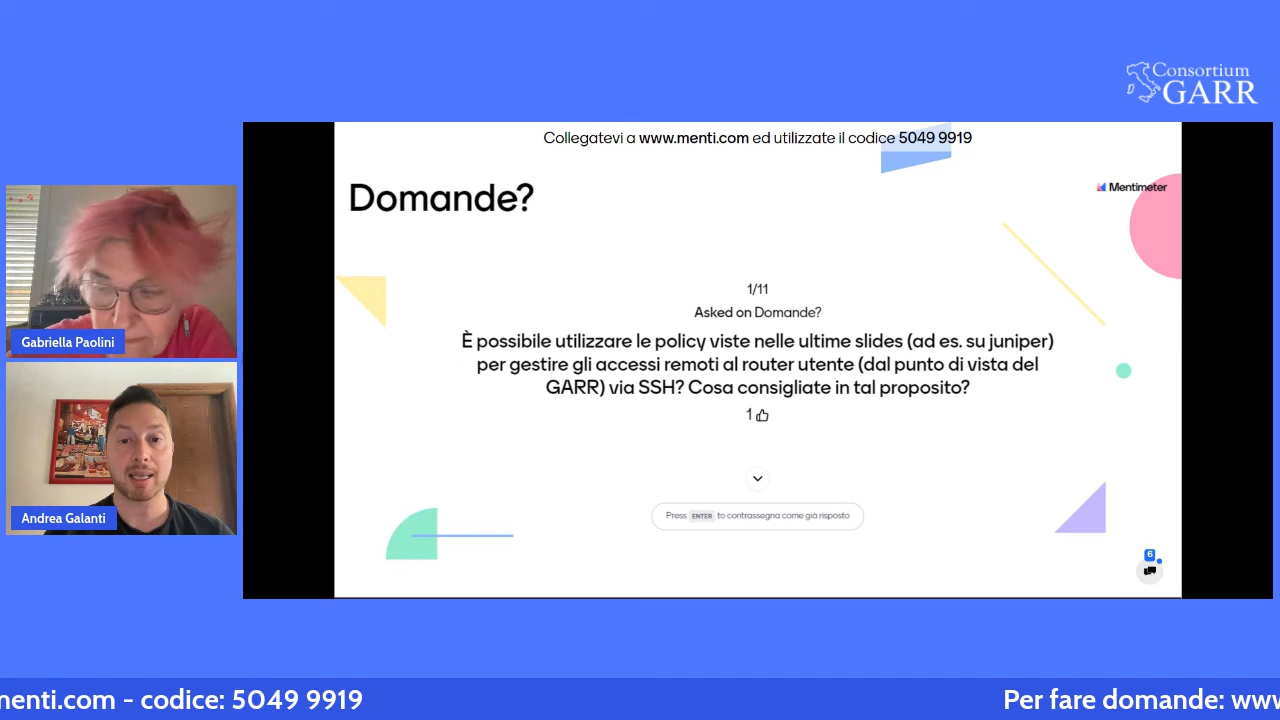 Consortium
GARR
Collegatevi a www.menti.com ed utilizzate il codice 5049 9919
Domande?
Mentimeter
1/11
Asked on Domande?
È possibile utilizzare le policy viste nelle ultime slides (ad es. su juniper)
per gestire gli accessi remoti al router utente (dal punto di vista del
GARR) via SSH? Cosa consigliate in tal proposito?
1
Press ENTER to contrassegna come già risposto
6
Gabriella Paolini
Andrea Galanti
menti.com - codice: 5049 9919
Per fare domande: www